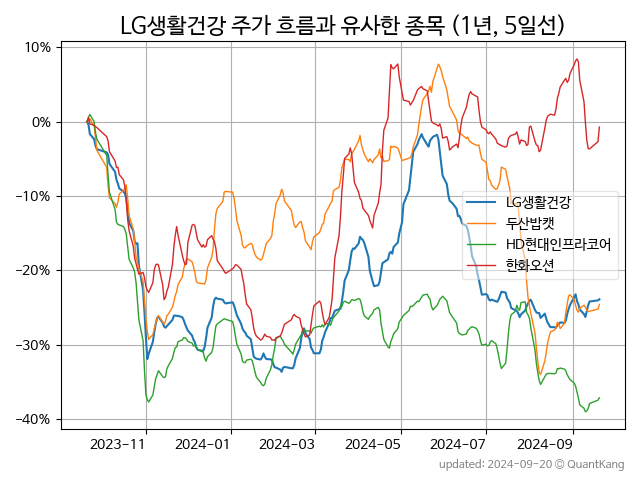 LG생활건강 주가 흐름과 유사한 종목 (1년, 5일선)
10%
0%
−10%
−20%
−30%
−40%
LG생활건강
두산밥캣
HD현대인프라코어
한화오션
2023−11
2024−01
2024−03
2024−05
2024−07
2024−09
updated: 2024-09-20 © QuantKang